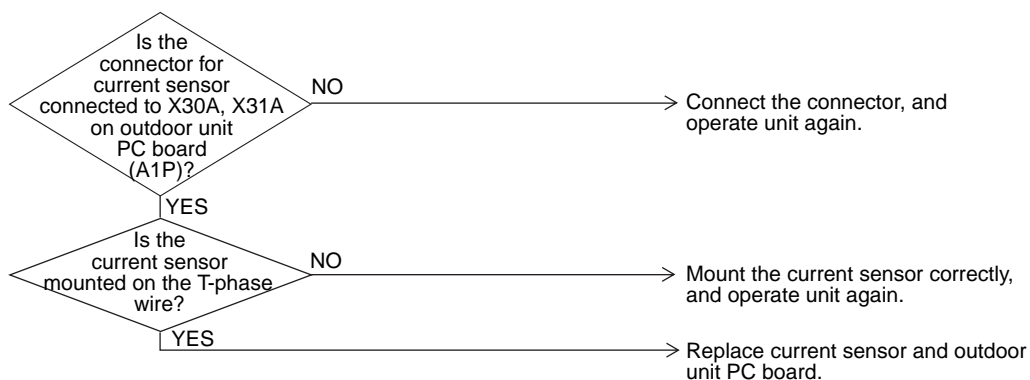 Is the
connector for
current sensor
connected to X30A, X31A
on outdoor unit
PC board
(A1P)?
NO
Connect the connector, and
operate unit again.
YES
Is the
current sensor
mounted on the T-phase
wire?
NO
Mount the current sensor correctly,
and operate unit again.
YES
Replace current sensor and outdoor
unit PC board.